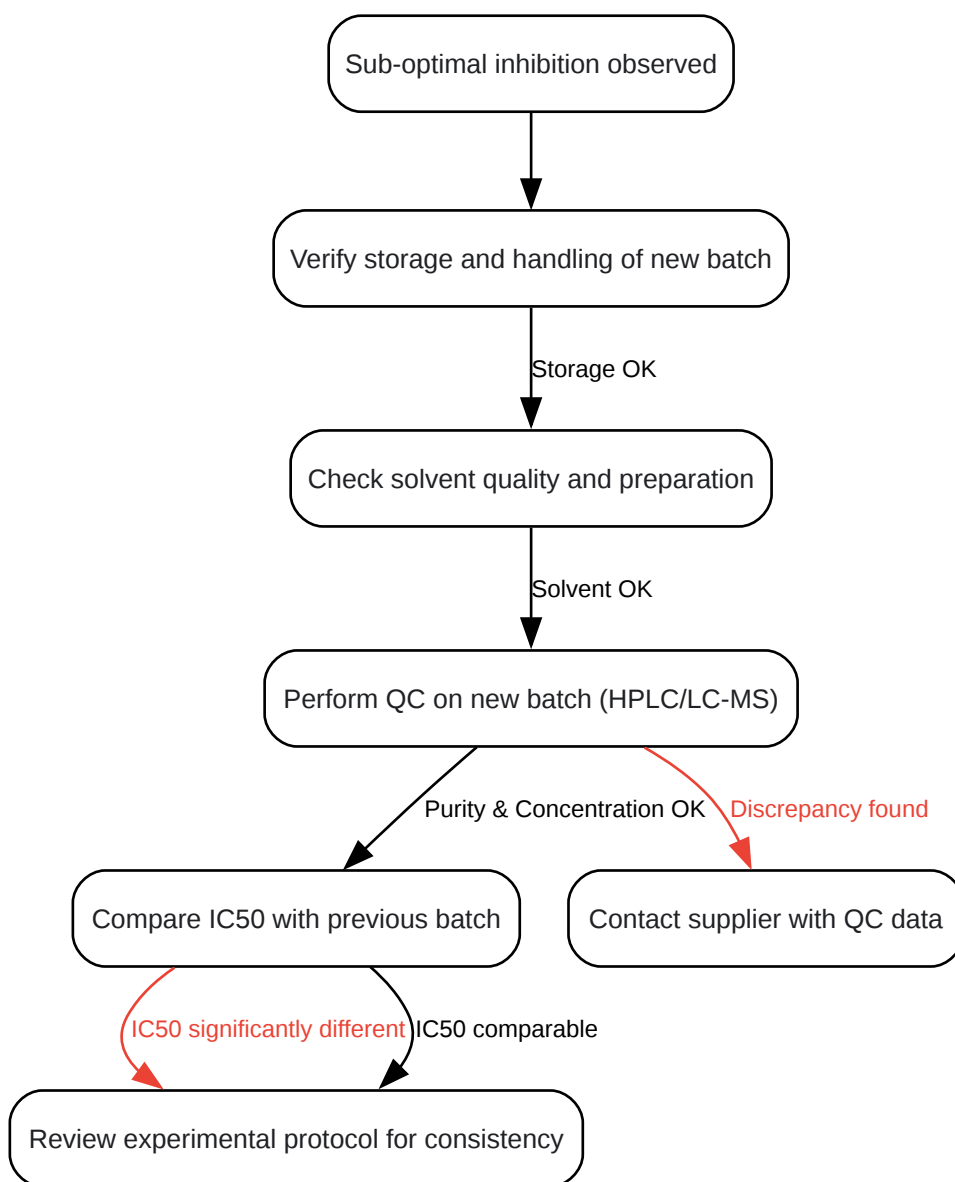 Sub-optimal inhibition observed
Verify storage and handling of new batch
Storage OK
Check solvent quality and preparation
Solvent OK
Perform QC on new batch (HPLC/LC-MS)
Purity & Concentration OK
Discrepancy found
Compare IC50 with previous batch
Contact supplier with QC data
IC50 significantly different
IC50 comparable
Review experimental protocol for consistency